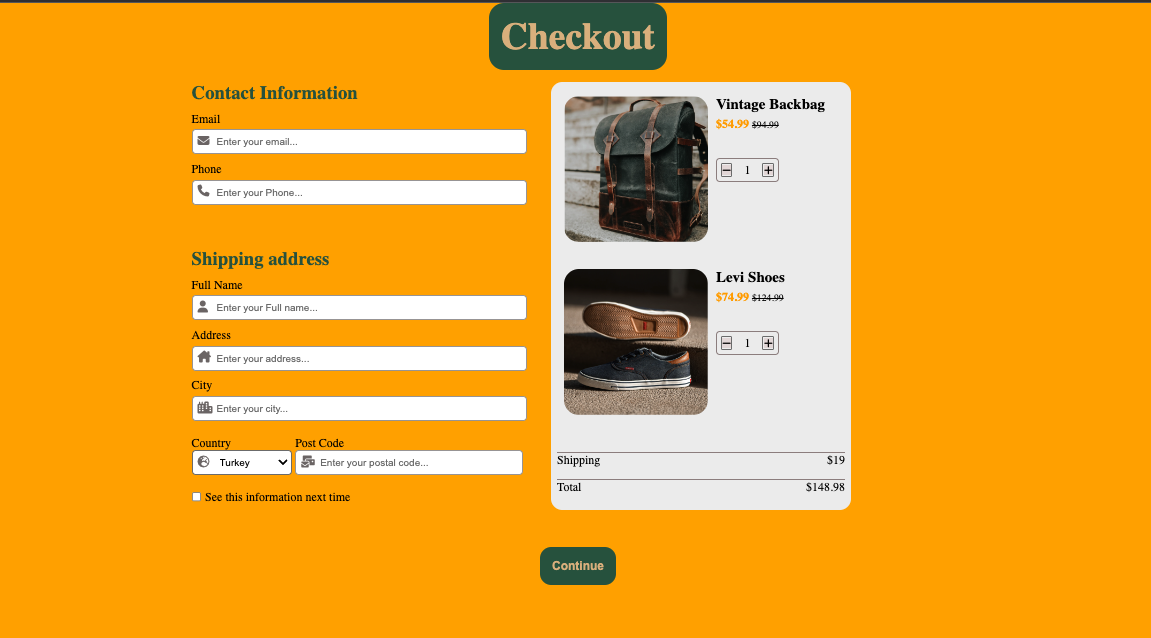 Checkout
Contact Information
Email
Enter your email...
Phone
Enter your Phone...
Shipping address
Full Name
Enter your Full name...
Address
Enter your address...
City
Enter your city...
Country Post Code
Turkey Enter your postal code...
See this information next time
Vintage Backbag
$54.99 $94.99
1
Levi Shoes
$74.99 $124.99
1
Shipping $19
Total $148.98
Continue